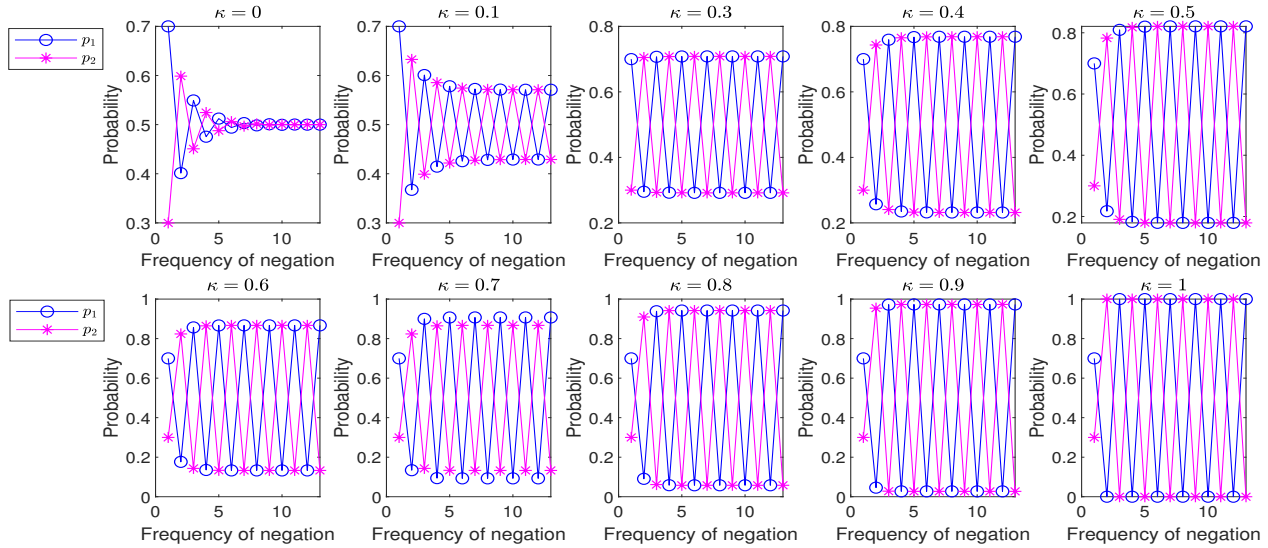 κ = 0
κ = 0.1
κ = 0.3
κ = 0.4
κ = 0.5
p₁
p₂
Probability
0.7
0.6
0.5
0.4
0.3
0 5 10
Frequency of negation
Probability
0.7
0.6
0.5
0.4
0.3
0 5 10
Frequency of negation
Probability
0.8
0.6
0.4
0.2
0 5 10
Frequency of negation
Probability
0.8
0.6
0.4
0.2
0 5 10
Frequency of negation
Probability
0.8
0.6
0.4
0.2
0 5 10
Frequency of negation
κ = 0.6
κ = 0.7
κ = 0.8
κ = 0.9
κ = 1
p₁
p₂
Probability
1
0.8
0.6
0.4
0.2
0
0 5 10
Frequency of negation
Probability
1
0.8
0.6
0.4
0.2
0
0 5 10
Frequency of negation
Probability
1
0.8
0.6
0.4
0.2
0
0 5 10
Frequency of negation
Probability
1
0.8
0.6
0.4
0.2
0
0 5 10
Frequency of negation
Probability
1
0.8
0.6
0.4
0.2
0
0 5 10
Frequency of negation